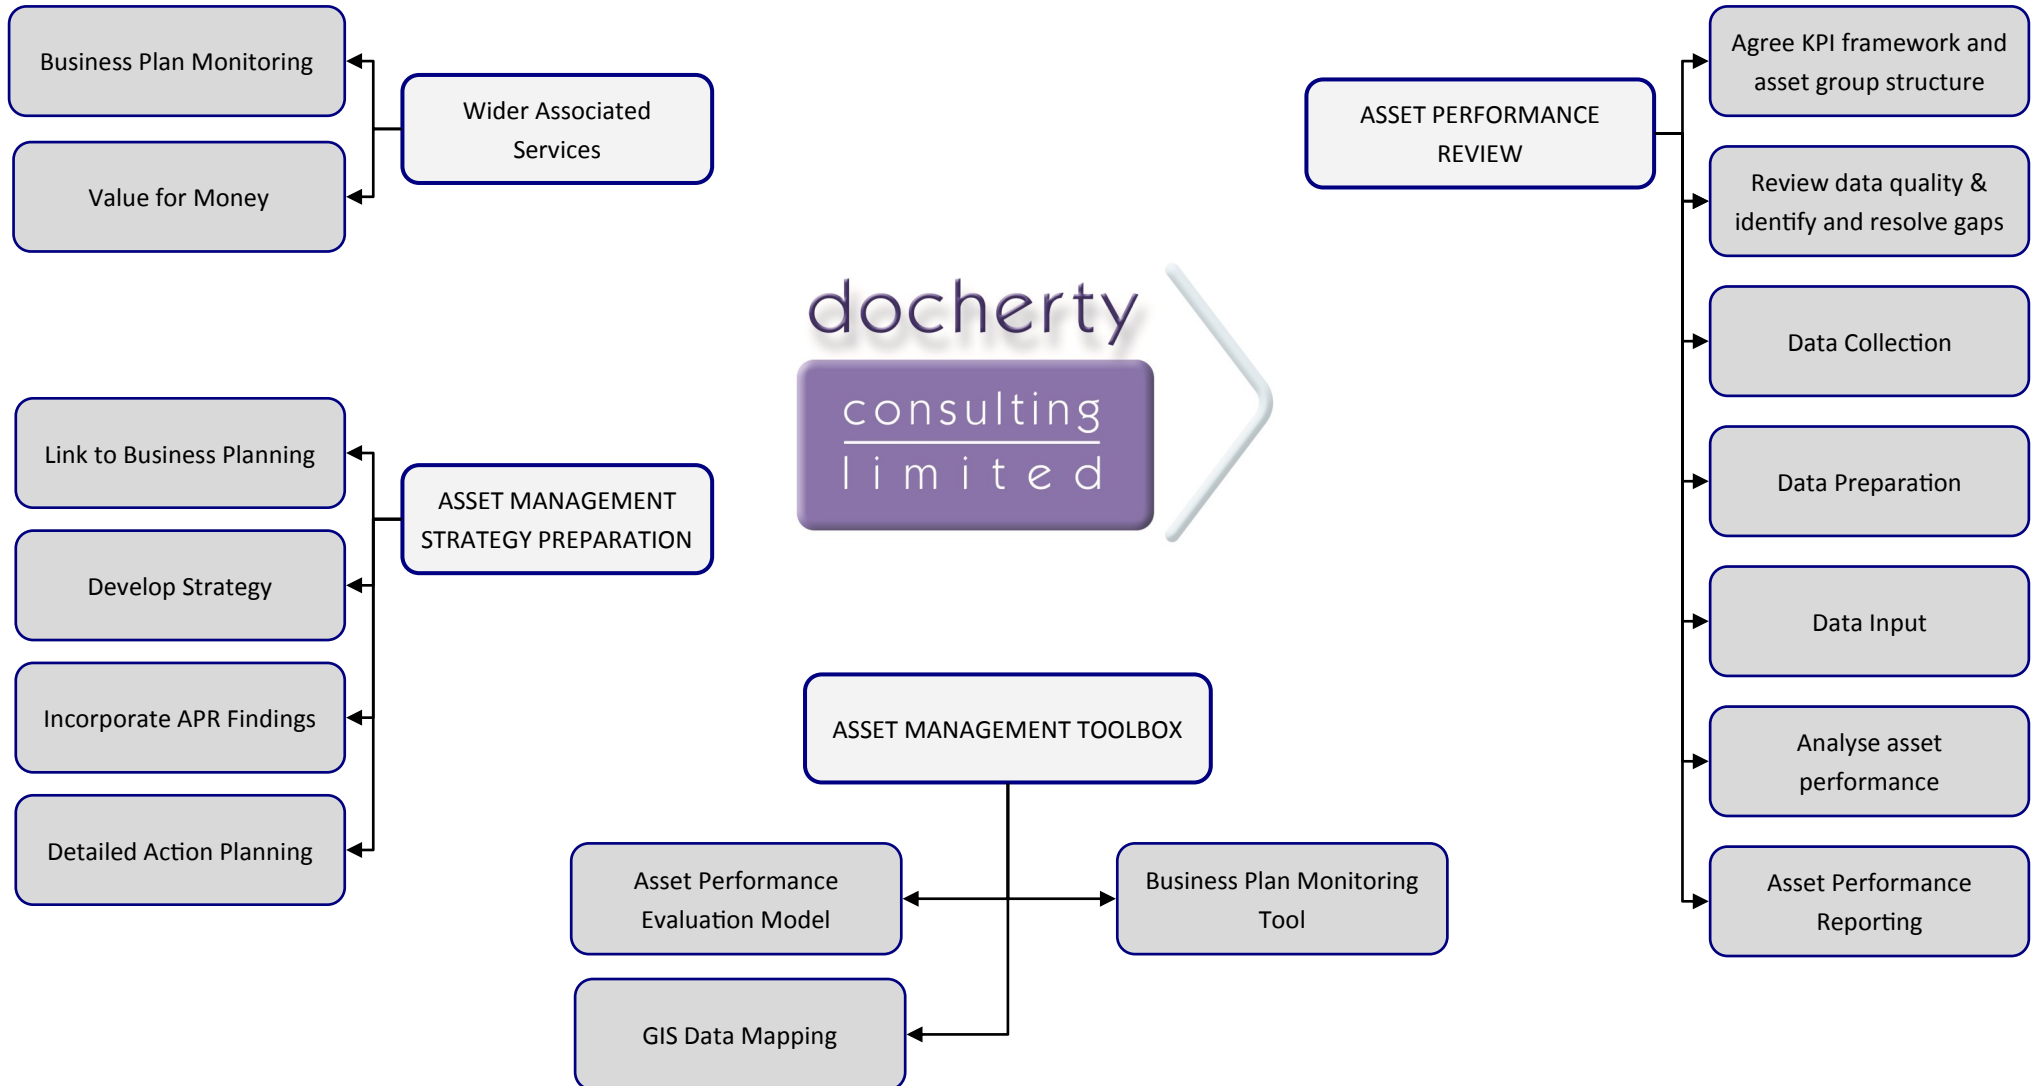 Business Plan Monitoring
Value for Money
Wider Associated
Services
Link to Business Planning
Develop Strategy
Incorporate APR Findings
Detailed Action Planning
ASSET MANAGEMENT
STRATEGY PREPARATION
docherty
consulting
limited
ASSET MANAGEMENT TOOLBOX
Asset Performance
Evaluation Model
Business Plan Monitoring
Tool
GIS Data Mapping
ASSET PERFORMANCE
REVIEW
Agree KPI framework and
asset group structure
Review data quality &
identify and resolve gaps
Data Collection
Data Preparation
Data Input
Analyse asset
performance
Asset Performance
Reporting